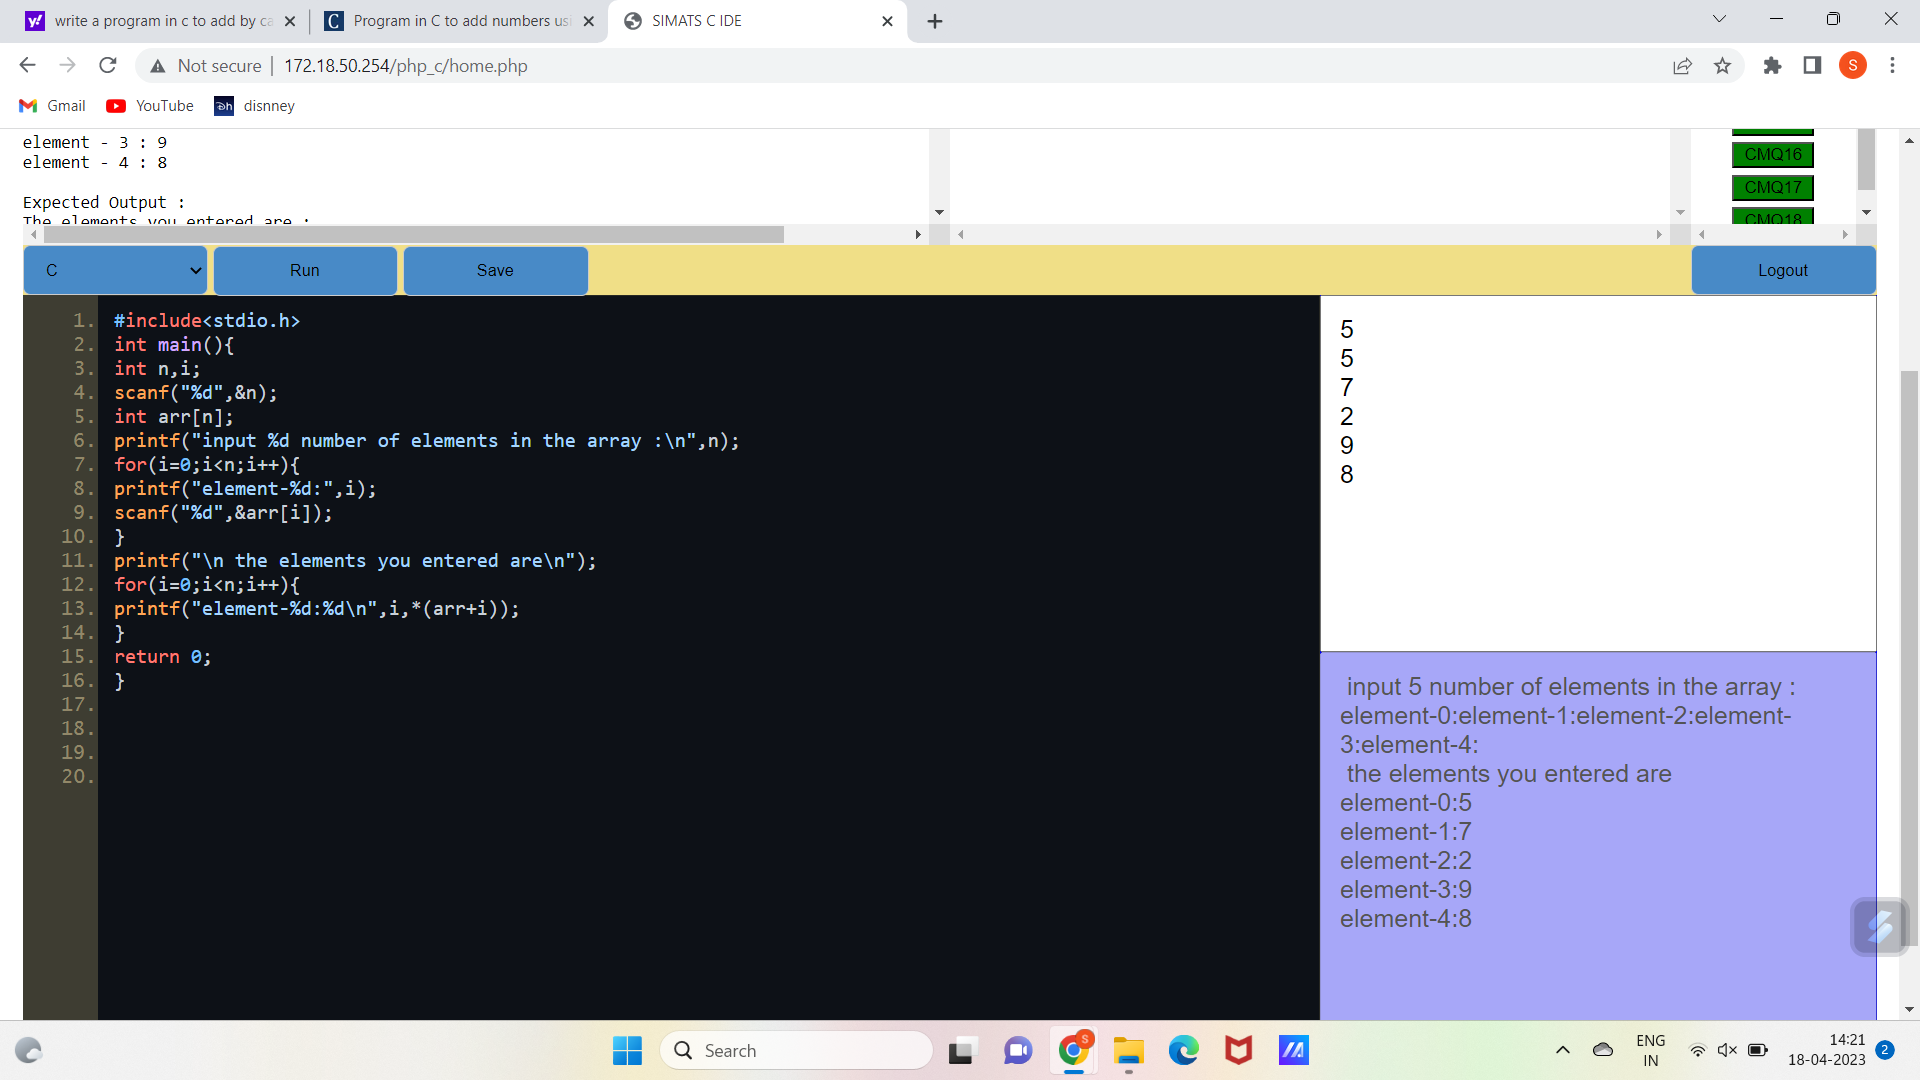 write a program in c to add by ca
Program in C to add numbers usi
SIMATS C IDE
Not secure
172.18.50.254/php_c/home.php
S
Gmail
YouTube
disnney
element - 3 : 9
element - 4 : 8
Expected Output :
The elements you entered are :
CMQ16
CMQ17
CMQ18
C
Run
Save
Logout
1. #include<stdio.h>
2. int main(){
3. int n,i;
4. scanf("%d",&n);
5. int arr[n];
6. printf("input %d number of elements in the array :\n",n);
7. for(i=0;i<n;i++){
8. printf("element-%d:",i);
9. scanf("%d",&arr[i]);
10. }
11. printf("\n the elements you entered are\n");
12. for(i=0;i<n;i++){
13. printf("element-%d:%d\n",i,*(arr+i));
14. }
15. return 0;
16. }
17.
18.
19.
20.
5
5
7
2
9
8
input 5 number of elements in the array :
element-0:element-1:element-2:element-
3:element-4:
the elements you entered are
element-0:5
element-1:7
element-2:2
element-3:9
element-4:8
Search
S
ENG
IN
14:21
18-04-2023
2